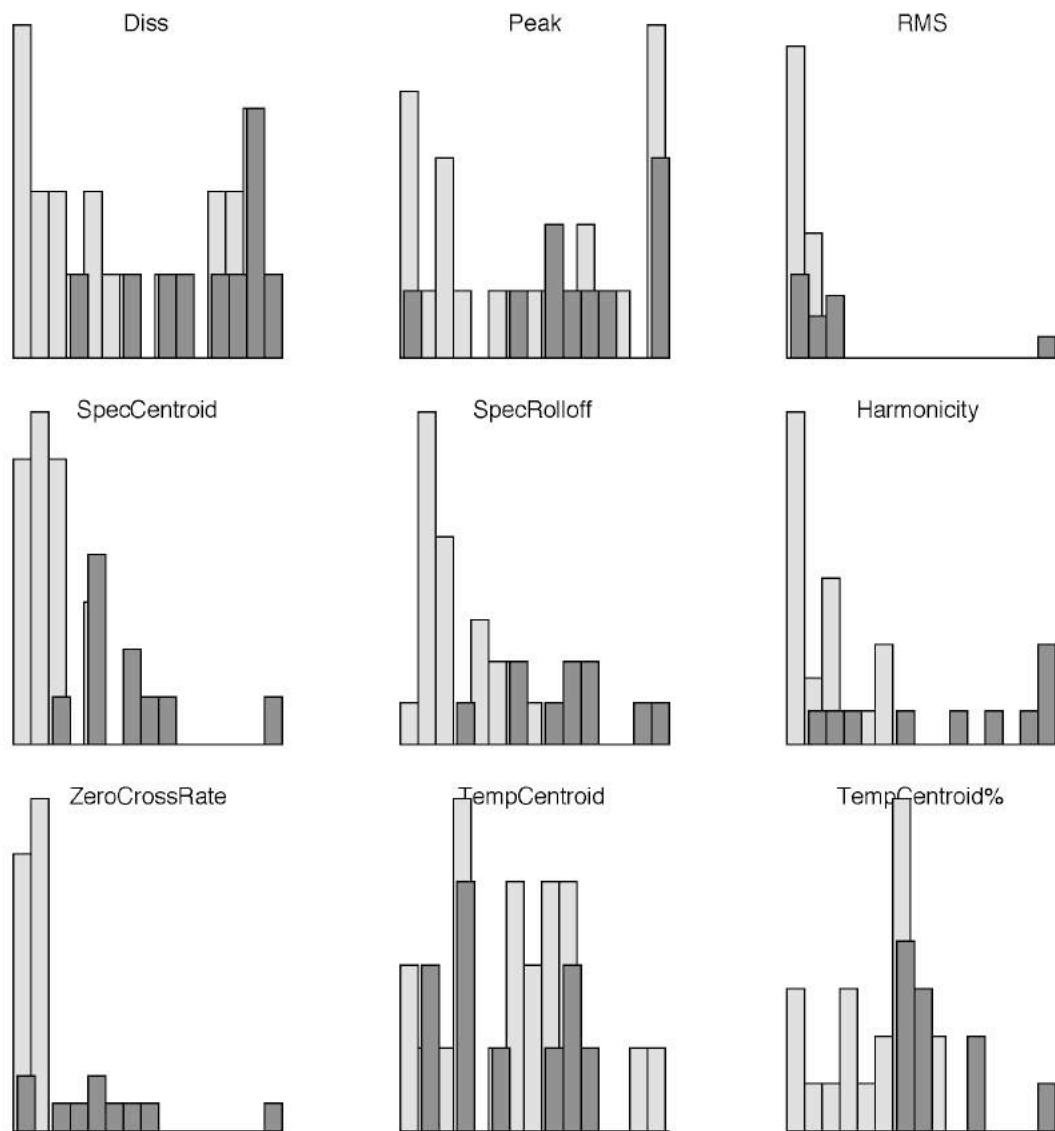 Diss
Peak
RMS
SpecCentroid
SpecRolloff
Harmonicity
ZeroCrossRate
TempCentroid
TempCentroid%